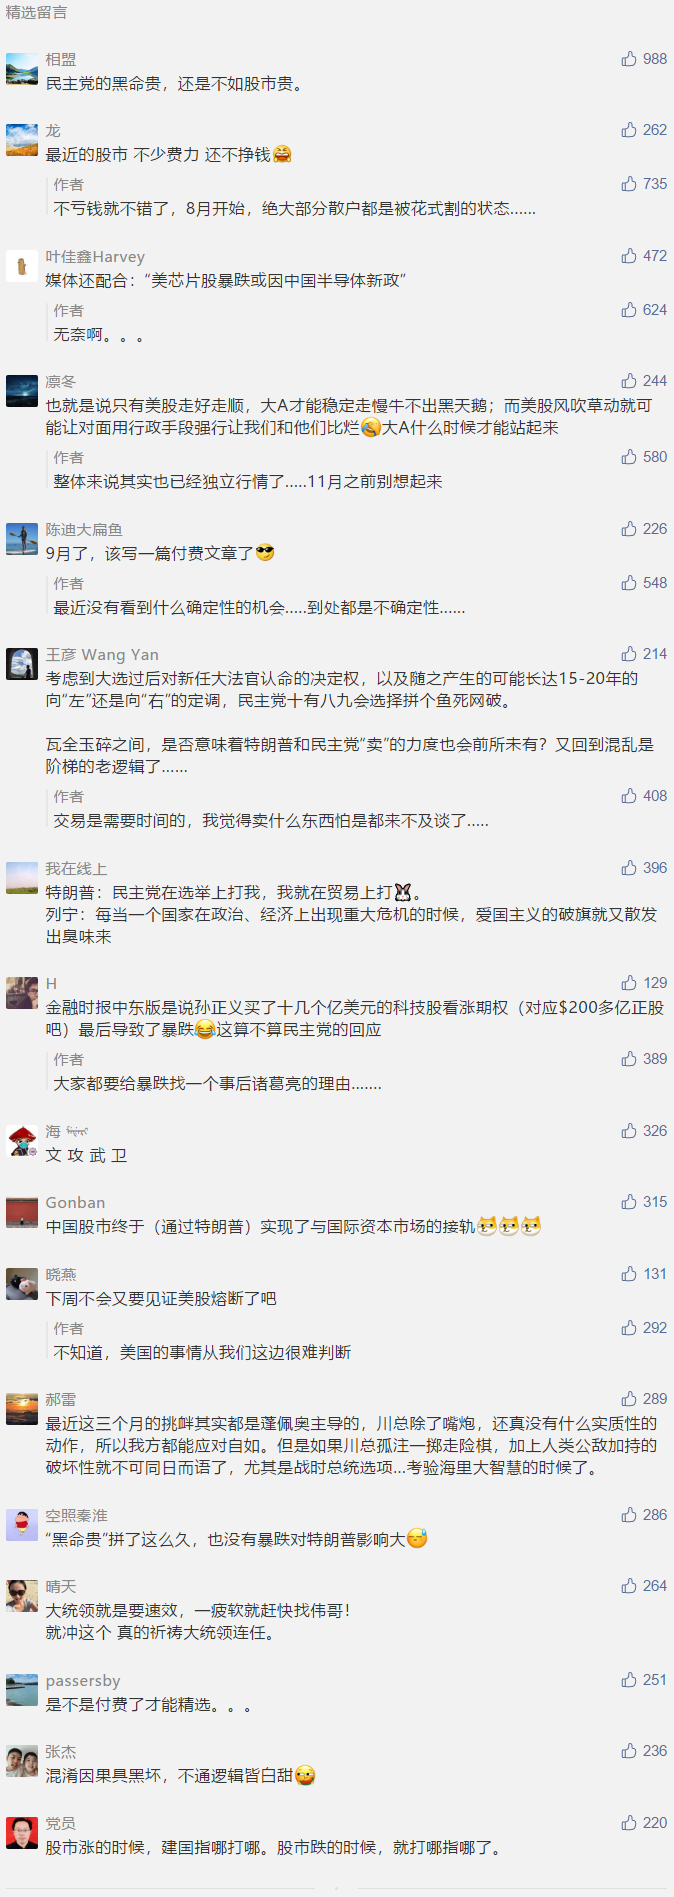 精选留言
相盟
988
民主党的黑命贵，还是不如股市贵。
龙
262
最近的股市 不少费力 还不挣钱
作者
735
不亏钱就不错了，8月开始，绝大部分散户都是被花式割的状态......
叶佳鑫Harvey
472
媒体还配合：“美芯片股暴跌或因中国半导体新政”
作者
624
无奈啊。。。
凛冬
244
也就是说只有美股走好走顺，大A才能稳定走慢牛不出黑天鹅；而美股风吹草动就可
能让对面用行政手段强行让我们和他们比烂大A什么时候才能站起来
作者
580
整体来说其实也已经独立行情了.....11月之前别想起来
陈迪大扁鱼
226
9月了，该写一篇付费文章了
作者
548
最近没有看到什么确定性的机会.....到处都是不确定性......
王彦 Wang Yan
214
考虑到大选过后对新任大法官认命的决定权，以及随之产生的可能长达15-20年的
向“左”还是向“右”的定调，民主党十有八九会选择拼个鱼死网破。
瓦全玉碎之间，是否意味着特朗普和民主党“卖”的力度也会前所未有？又回到混乱是
阶梯的老逻辑了......
作者
408
交易是需要时间的，我觉得卖什么东西怕是都来不及谈了.....
我在线上
396
特朗普：民主党在选举上打我，我就在贸易上打。
列宁：每当一个国家在政治、经济上出现重大危机的时候，爱国主义的破旗就又散发
出臭味来
H
129
金融时报中东版是说孙正义买了十几个亿美元的科技股看涨期权（对应$200多亿正股
吧）最后导致了暴跌这算不算民主党的回应
作者
389
大家都要给暴跌找一个事后诸葛亮的理由.......
海
326
文 攻 武 卫
Gonban
315
中国股市终于（通过特朗普）实现了与国际资本市场的接轨
晓燕
131
下周不会又要见证美股熔断了吧
作者
292
不知道，美国的事情从我们这边很难判断
郝雷
289
最近这三个月的挑衅其实都是蓬佩奥主导的，川总除了嘴炮，还真没有什么实质性的
动作，所以我方都能应对自如。但是如果川总孤注一掷走险棋，加上人类公敌加持的
破坏性就不可同日而语了，尤其是战时总统选项...考验海里大智慧的时候了。
空照秦淮
286
“黑命贵”拼了这么久，也没有暴跌对特朗普影响大
晴天
264
大统领就是要速效，一疲软就赶快找伟哥！
就冲这个 真的祈祷大统领连任。
passersby
251
是不是付费了才能精选。。。
张杰
236
混淆因果具黑坏，不通逻辑皆白甜
党员
220
股市涨的时候，建国指哪打哪。股市跌的时候，就打哪指哪了。